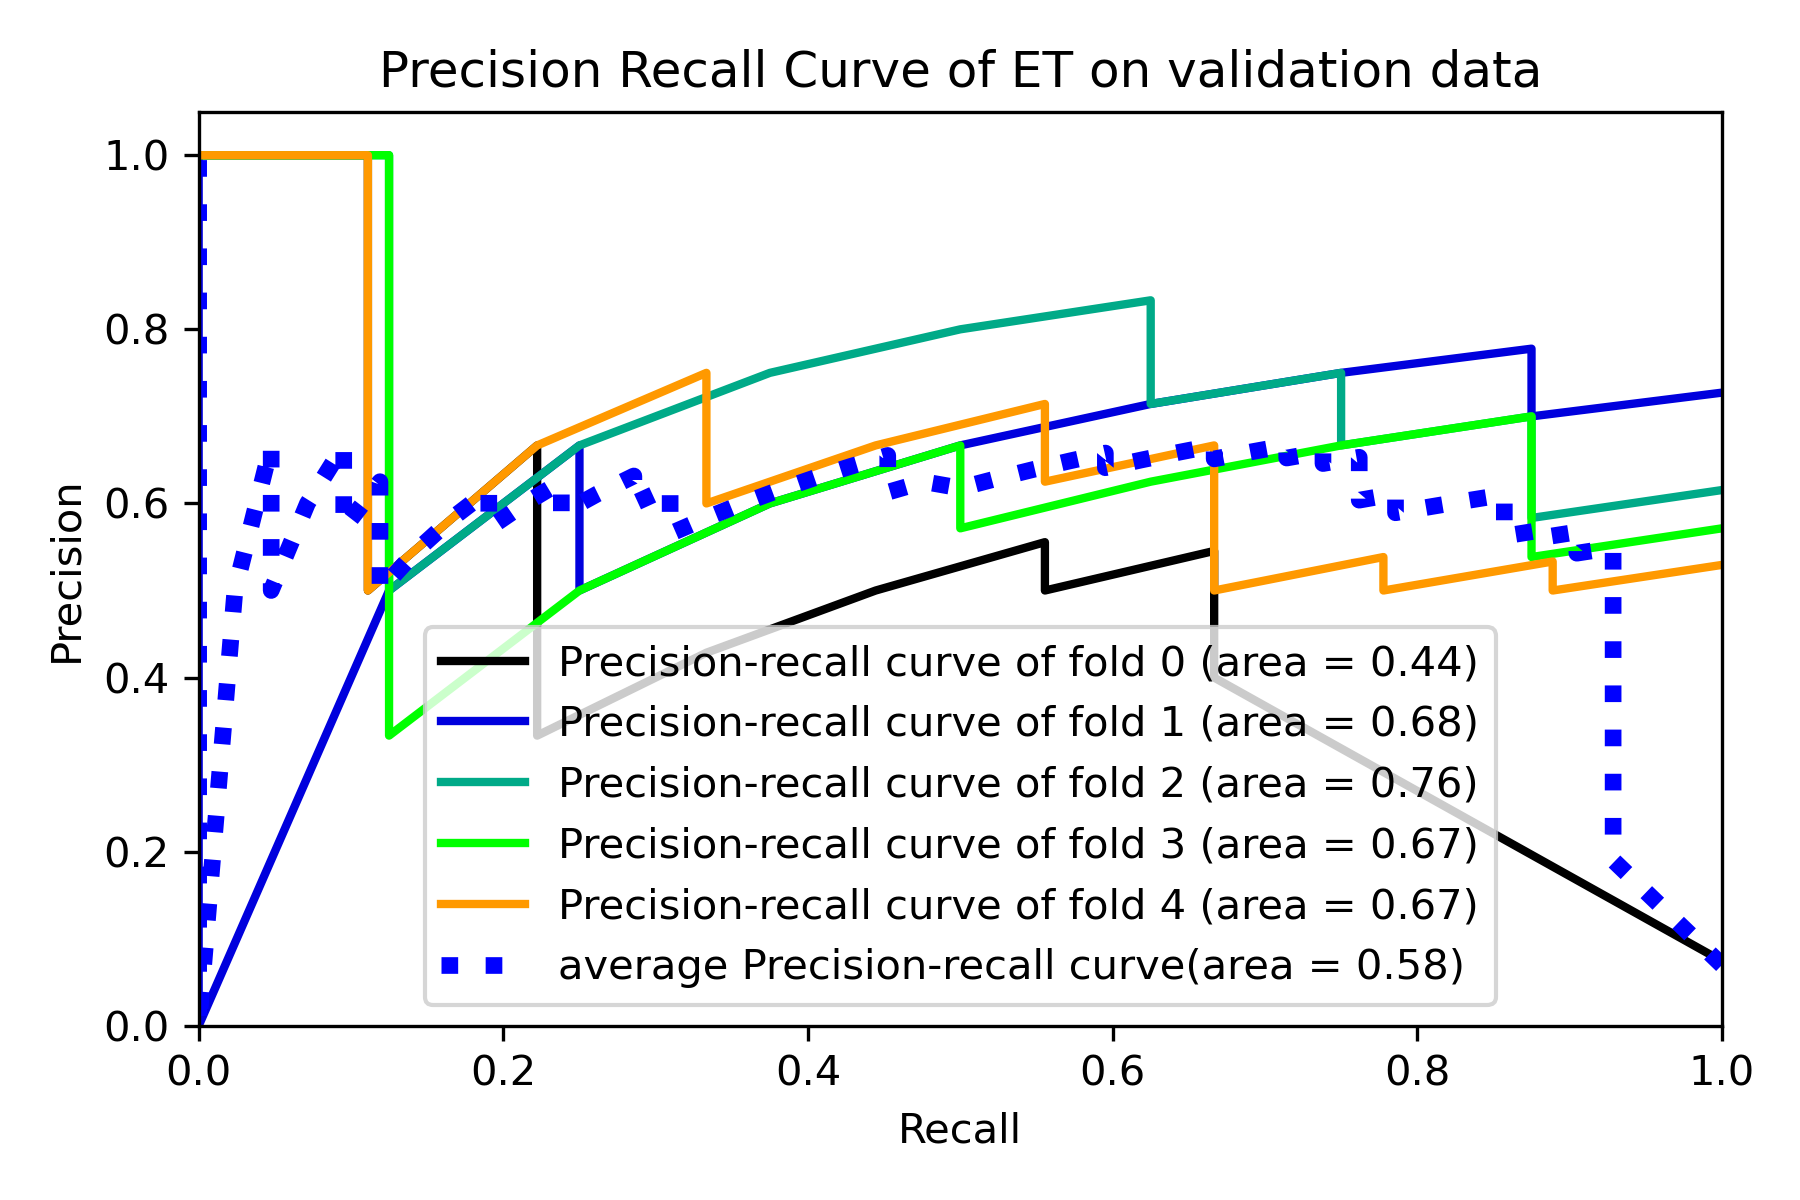 Precision Recall Curve of ET on validation data
1.0
0.8
0.6
0.4
0.2
0.0
Precision
Precision-recall curve of fold 0 (area = 0.44)
Precision-recall curve of fold 1 (area = 0.68)
Precision-recall curve of fold 2 (area = 0.76)
Precision-recall curve of fold 3 (area = 0.67)
Precision-recall curve of fold 4 (area = 0.67)
average Precision-recall curve(area = 0.58)
0.0 0.2 0.4 0.6 0.8 1.0
Recall